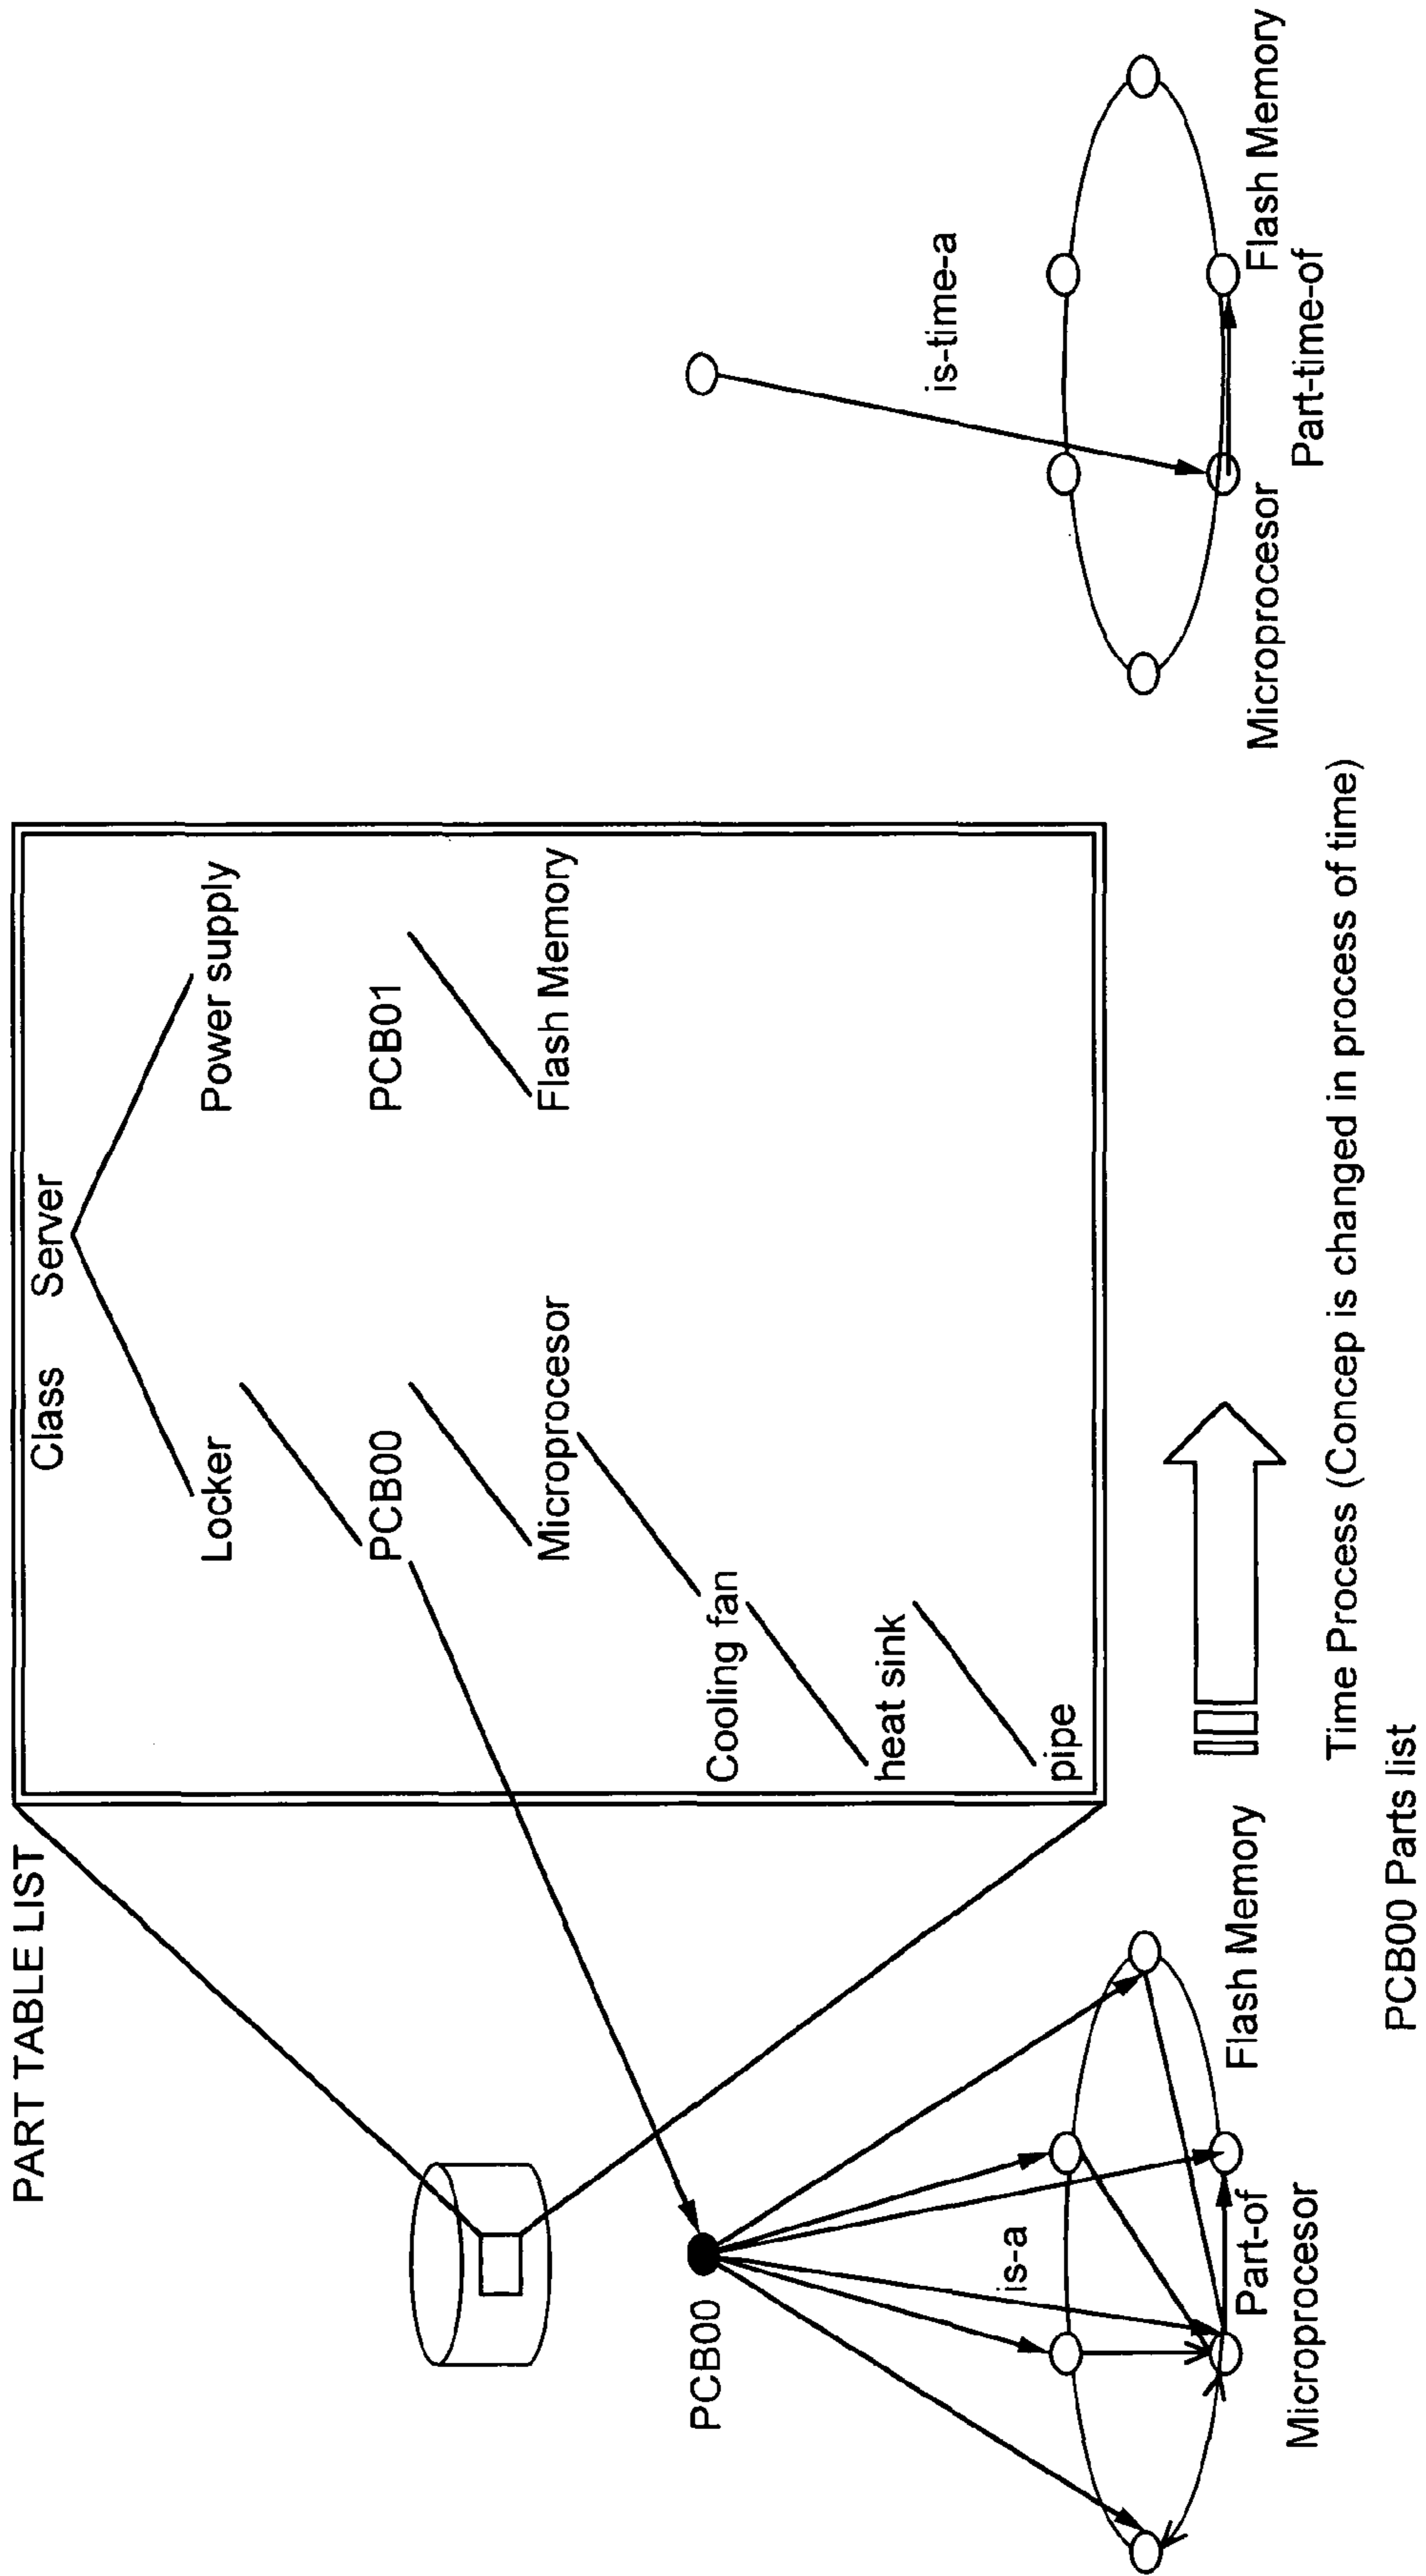 PART TABLE LIST
Class Server
Locker
Power supply
PCB00
PCB01
Microprocesor
Flash Memory
Cooling fan
heat sink
pipe
PCB00
is-a
Part-of
Flash Memory
Microprocesor
is-time-a
Microprocesor
Flash Memory
Part-time-of
Time Process (Concep is changed in process of time)
PCB00 Parts list